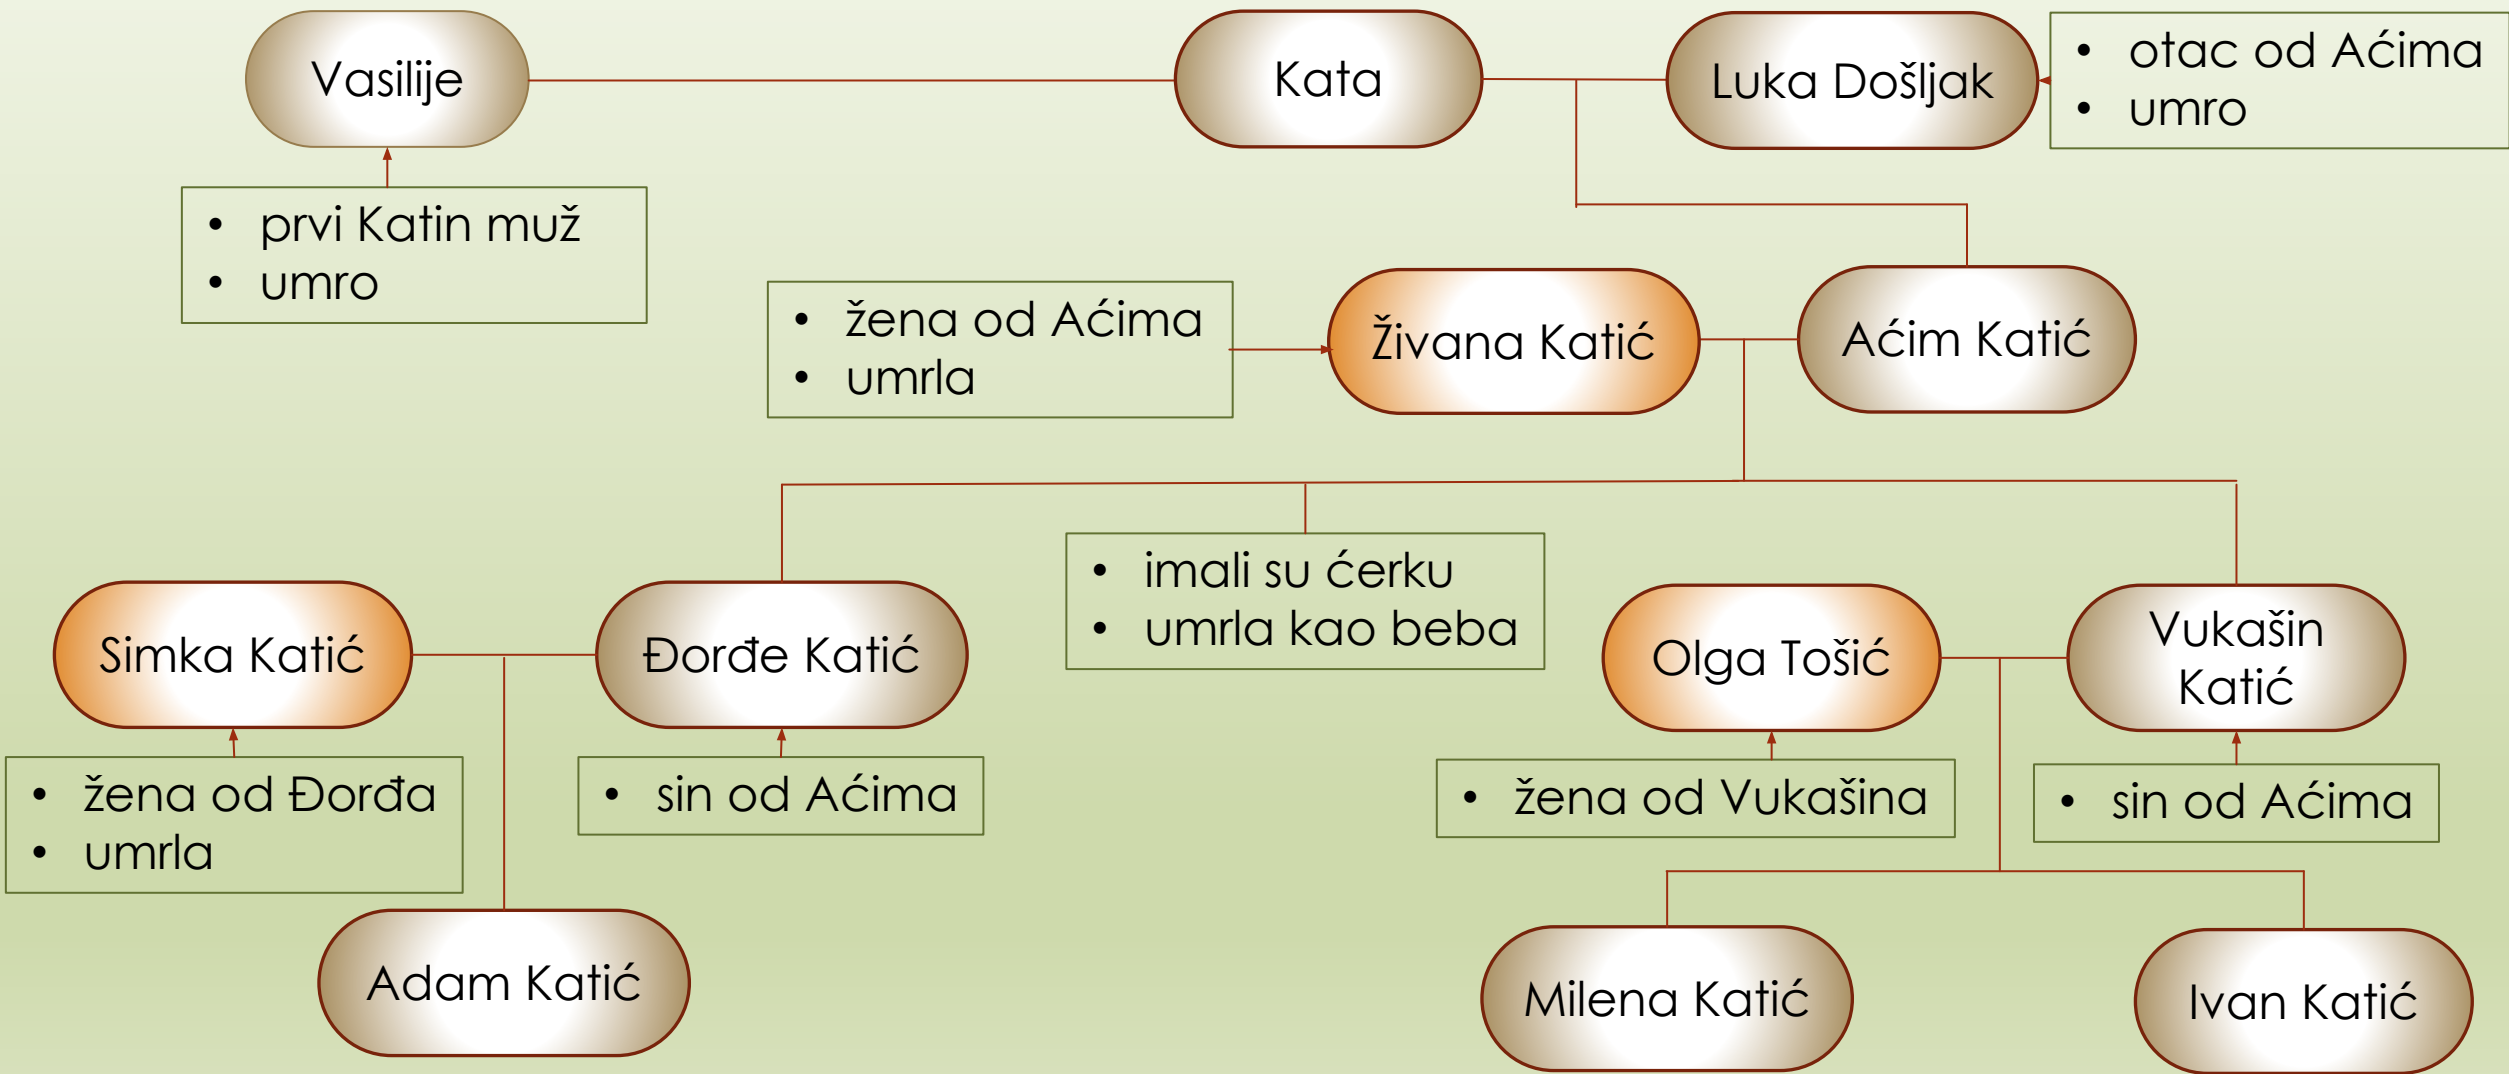 Vasilije
Kata
Luka Došljak
• otac od Aćima
• umro
• prvi Katin muž
• umro
• žena od Aćima
• umrla
Živana Katić
Aćim Katić
• imali su ćerku
• umrla kao beba
Simka Katić
Đorđe Katić
Olga Tošić
Vukašin
Katić
• žena od Đorđa
• umrla
• sin od Aćima
• žena od Vukašina
• sin od Aćima
Adam Katić
Milena Katić
Ivan Katić